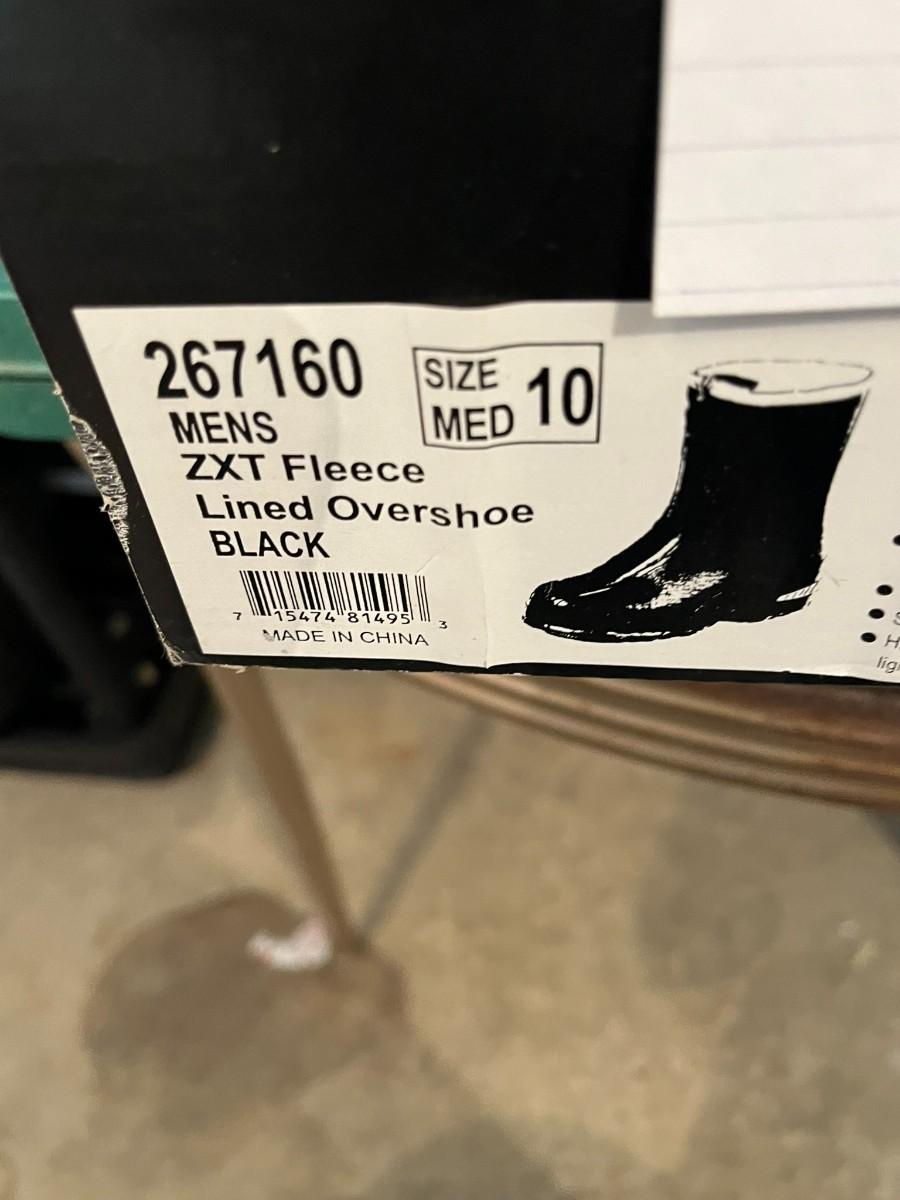 267160
SIZE
MED 10
MENS
ZXT Fleece
Lined Overshoe
BLACK
7 15474 81495 3
MADE IN CHINA